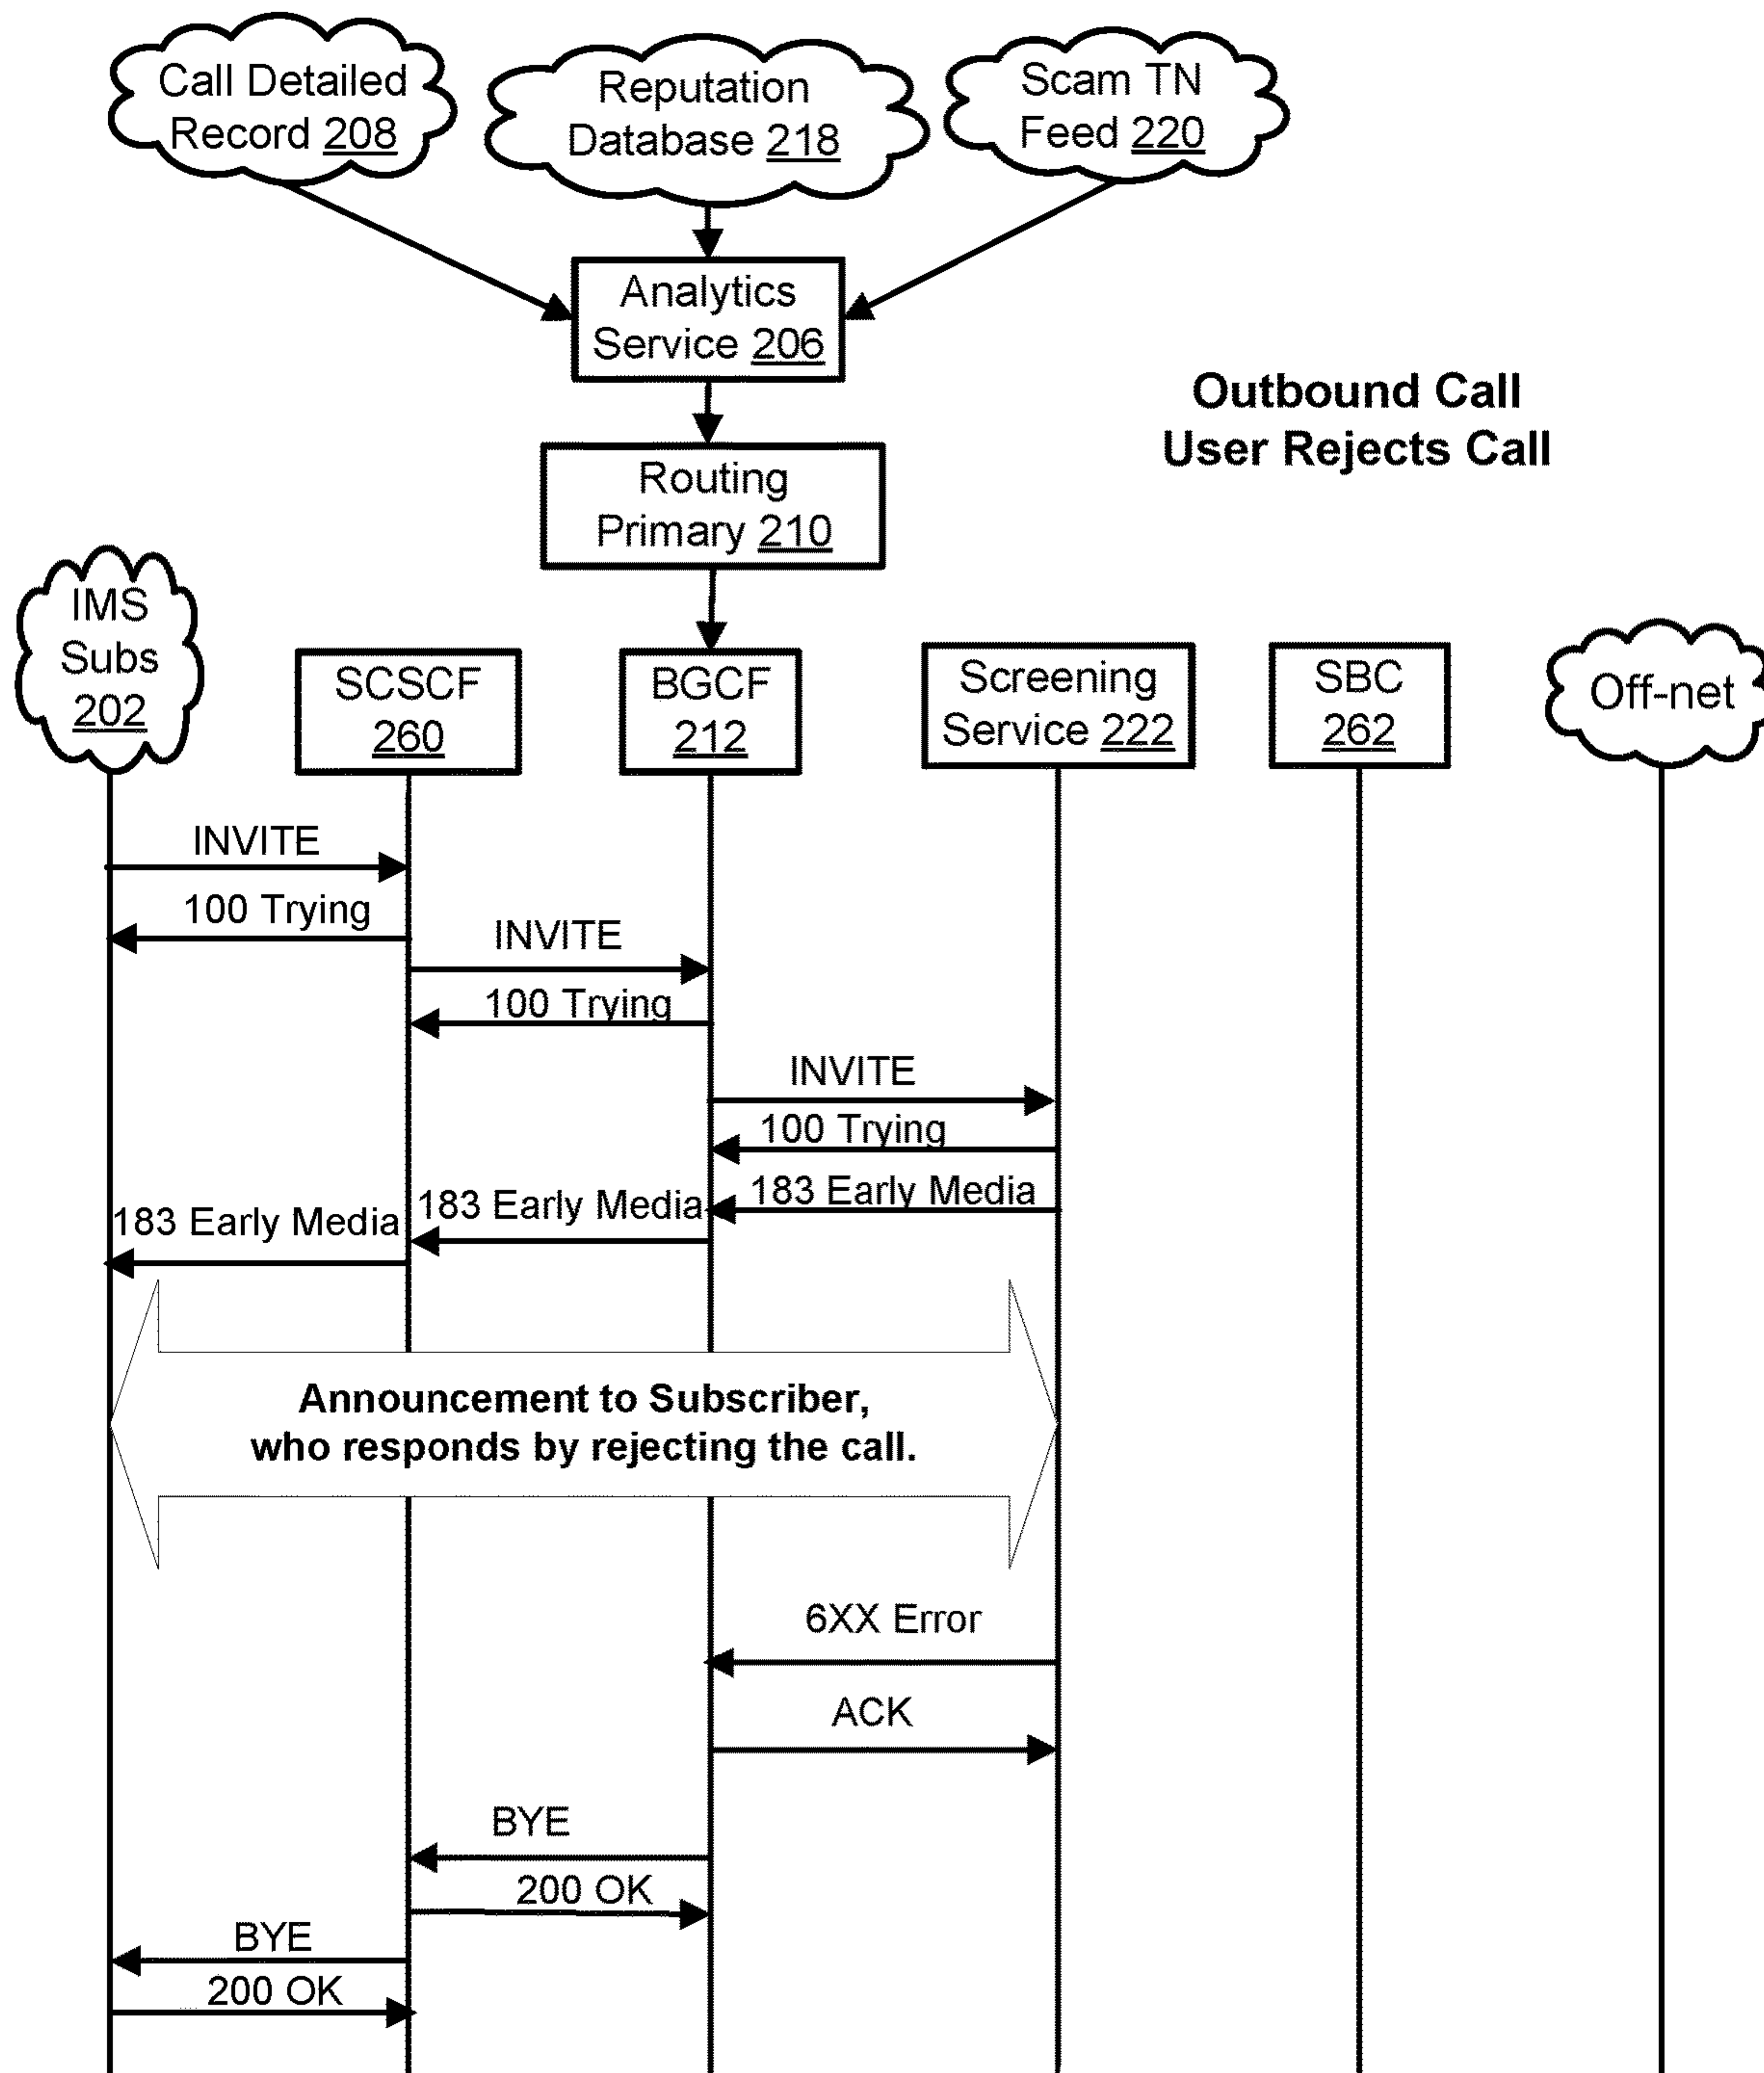 Call Detailed
Record 208
Reputation
Database 218
Scam TN
Feed 220
Analytics
Service 206
Outbound Call
User Rejects Call
Routing
Primary 210
IMS
Subs
202
SCSCF
260
BGCF
212
Screening
Service 222
SBC
262
Off-net
INVITE
100 Trying
INVITE
100 Trying
INVITE
100 Trying
183 Early Media
183 Early Media
183 Early Media
Announcement to Subscriber,
who responds by rejecting the call.
6XX Error
ACK
BYE
200 OK
BYE
200 OK